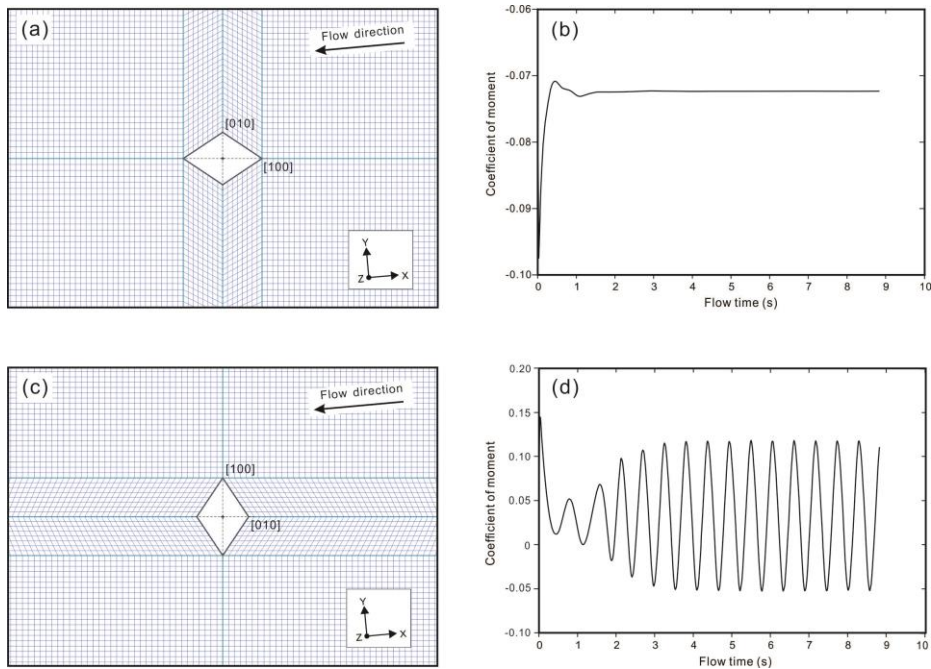 (a)
Flow direction
[010]
[100]
Y
Z
X
(b)
-0.06
-0.07
-0.08
-0.09
-0.10
Coefficient of moment
0 1 2 3 4 5 6 7 8 9 10
Flow time (s)
(c)
Flow direction
[100]
[010]
Y
Z
X
(d)
0.20
0.15
0.10
0.05
0
-0.05
-0.10
Coefficient of moment
0 1 2 3 4 5 6 7 8 9 10
Flow time (s)